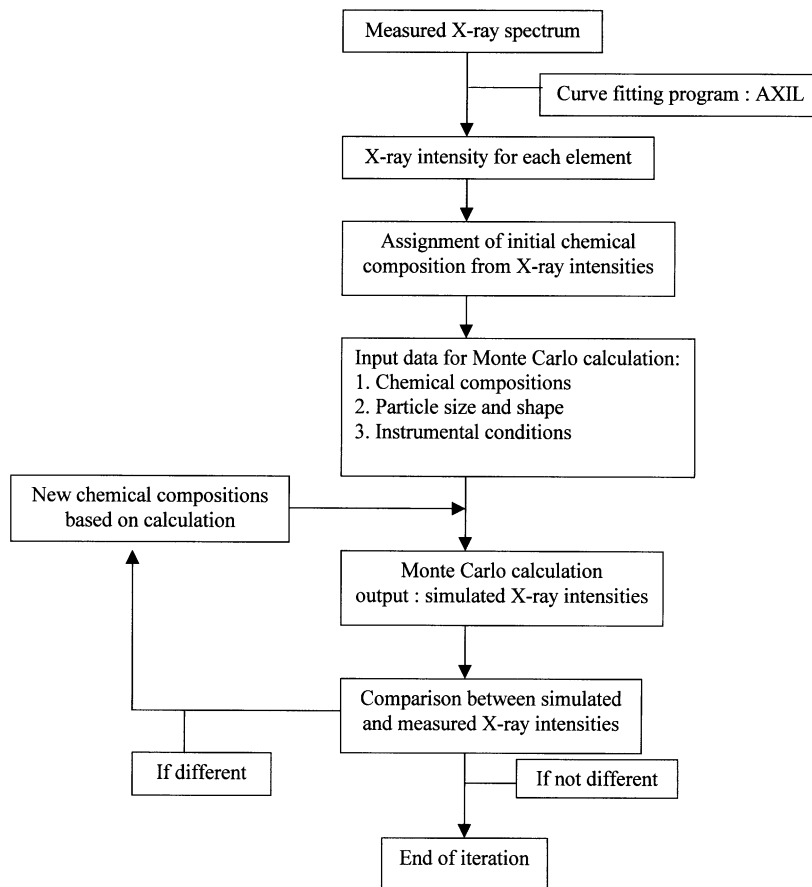 Measured X-ray spectrum
Curve fitting program : AXIL
X-ray intensity for each element
Assignment of initial chemical
composition from X-ray intensities
Input data for Monte Carlo calculation:
1. Chemical compositions
2. Particle size and shape
3. Instrumental conditions
New chemical compositions
based on calculation
Monte Carlo calculation
output : simulated X-ray intensities
Comparison between simulated
and measured X-ray intensities
If different
If not different
End of iteration